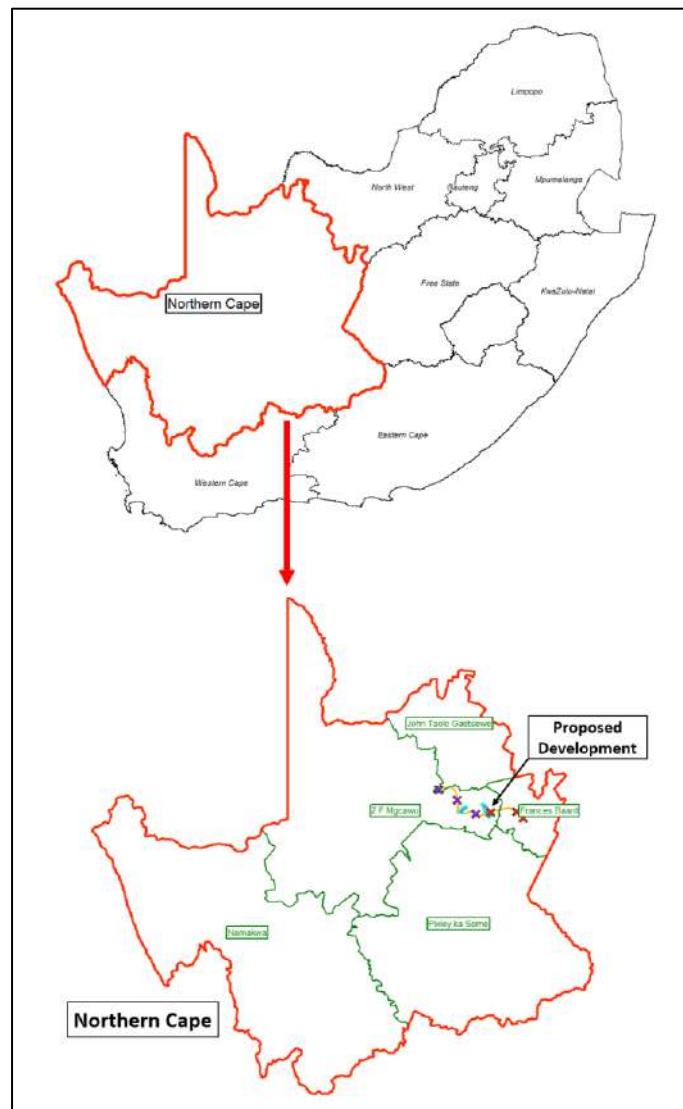 Limpopo
North West
Gauteng
Mpumalanga
Northern Cape
Free State
KwaZulu-Natal
Eastern Cape
Western Cape
John Taolo Gaetsewe
Proposed
Development
Z F Mgcawu
Frances Baard
Namakwa
Pixley ka Seme
Northern Cape